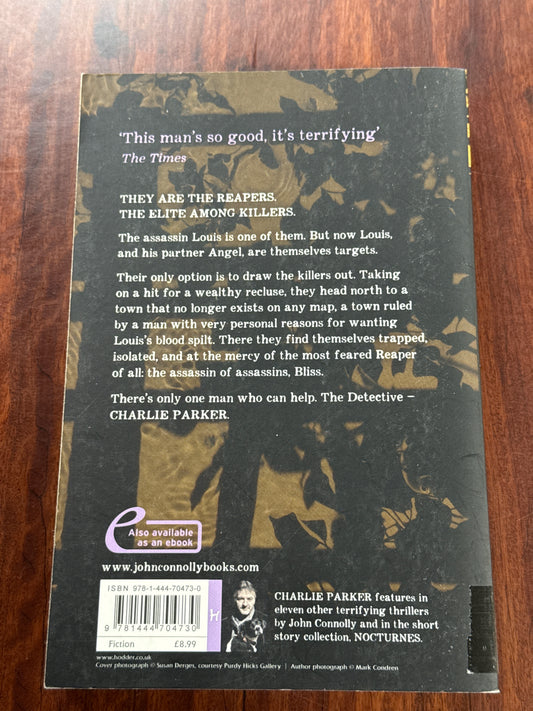 ‘This man's so good, it's terrifying’
The Times
THEY ARE THE REAPERS.
THE ELITE AMONG KILLERS.
The assassin Louis is one of them. But now Louis,
and his partner Angel, are themselves targets.
Their only option is to draw the killers out. Taking
on a hit for a wealthy recluse, they head north to a
town that no longer exists on any map, a town ruled
by a man with very personal reasons for wanting
Louis's blood spilt. There they find themselves trapped,
isolated, and at the mercy of the most feared Reaper
of all: the assassin of assassins, Bliss.
There's only one man who can help. The Detective –
CHARLIE PARKER.
e
Also available
as an ebook
www.johnconnollybooks.com
ISBN 978-1-444-70473-0
9 781444 704730
Fiction £8.99
H
CHARLIE PARKER features in
eleven other terrifying thrillers
by John Connolly and in the short
story collection, NOCTURNES.
www.hodder.co.uk
Cover photograph © Susan Derges, courtesy Purdy Hicks Gallery | Author photograph © Mark Condren